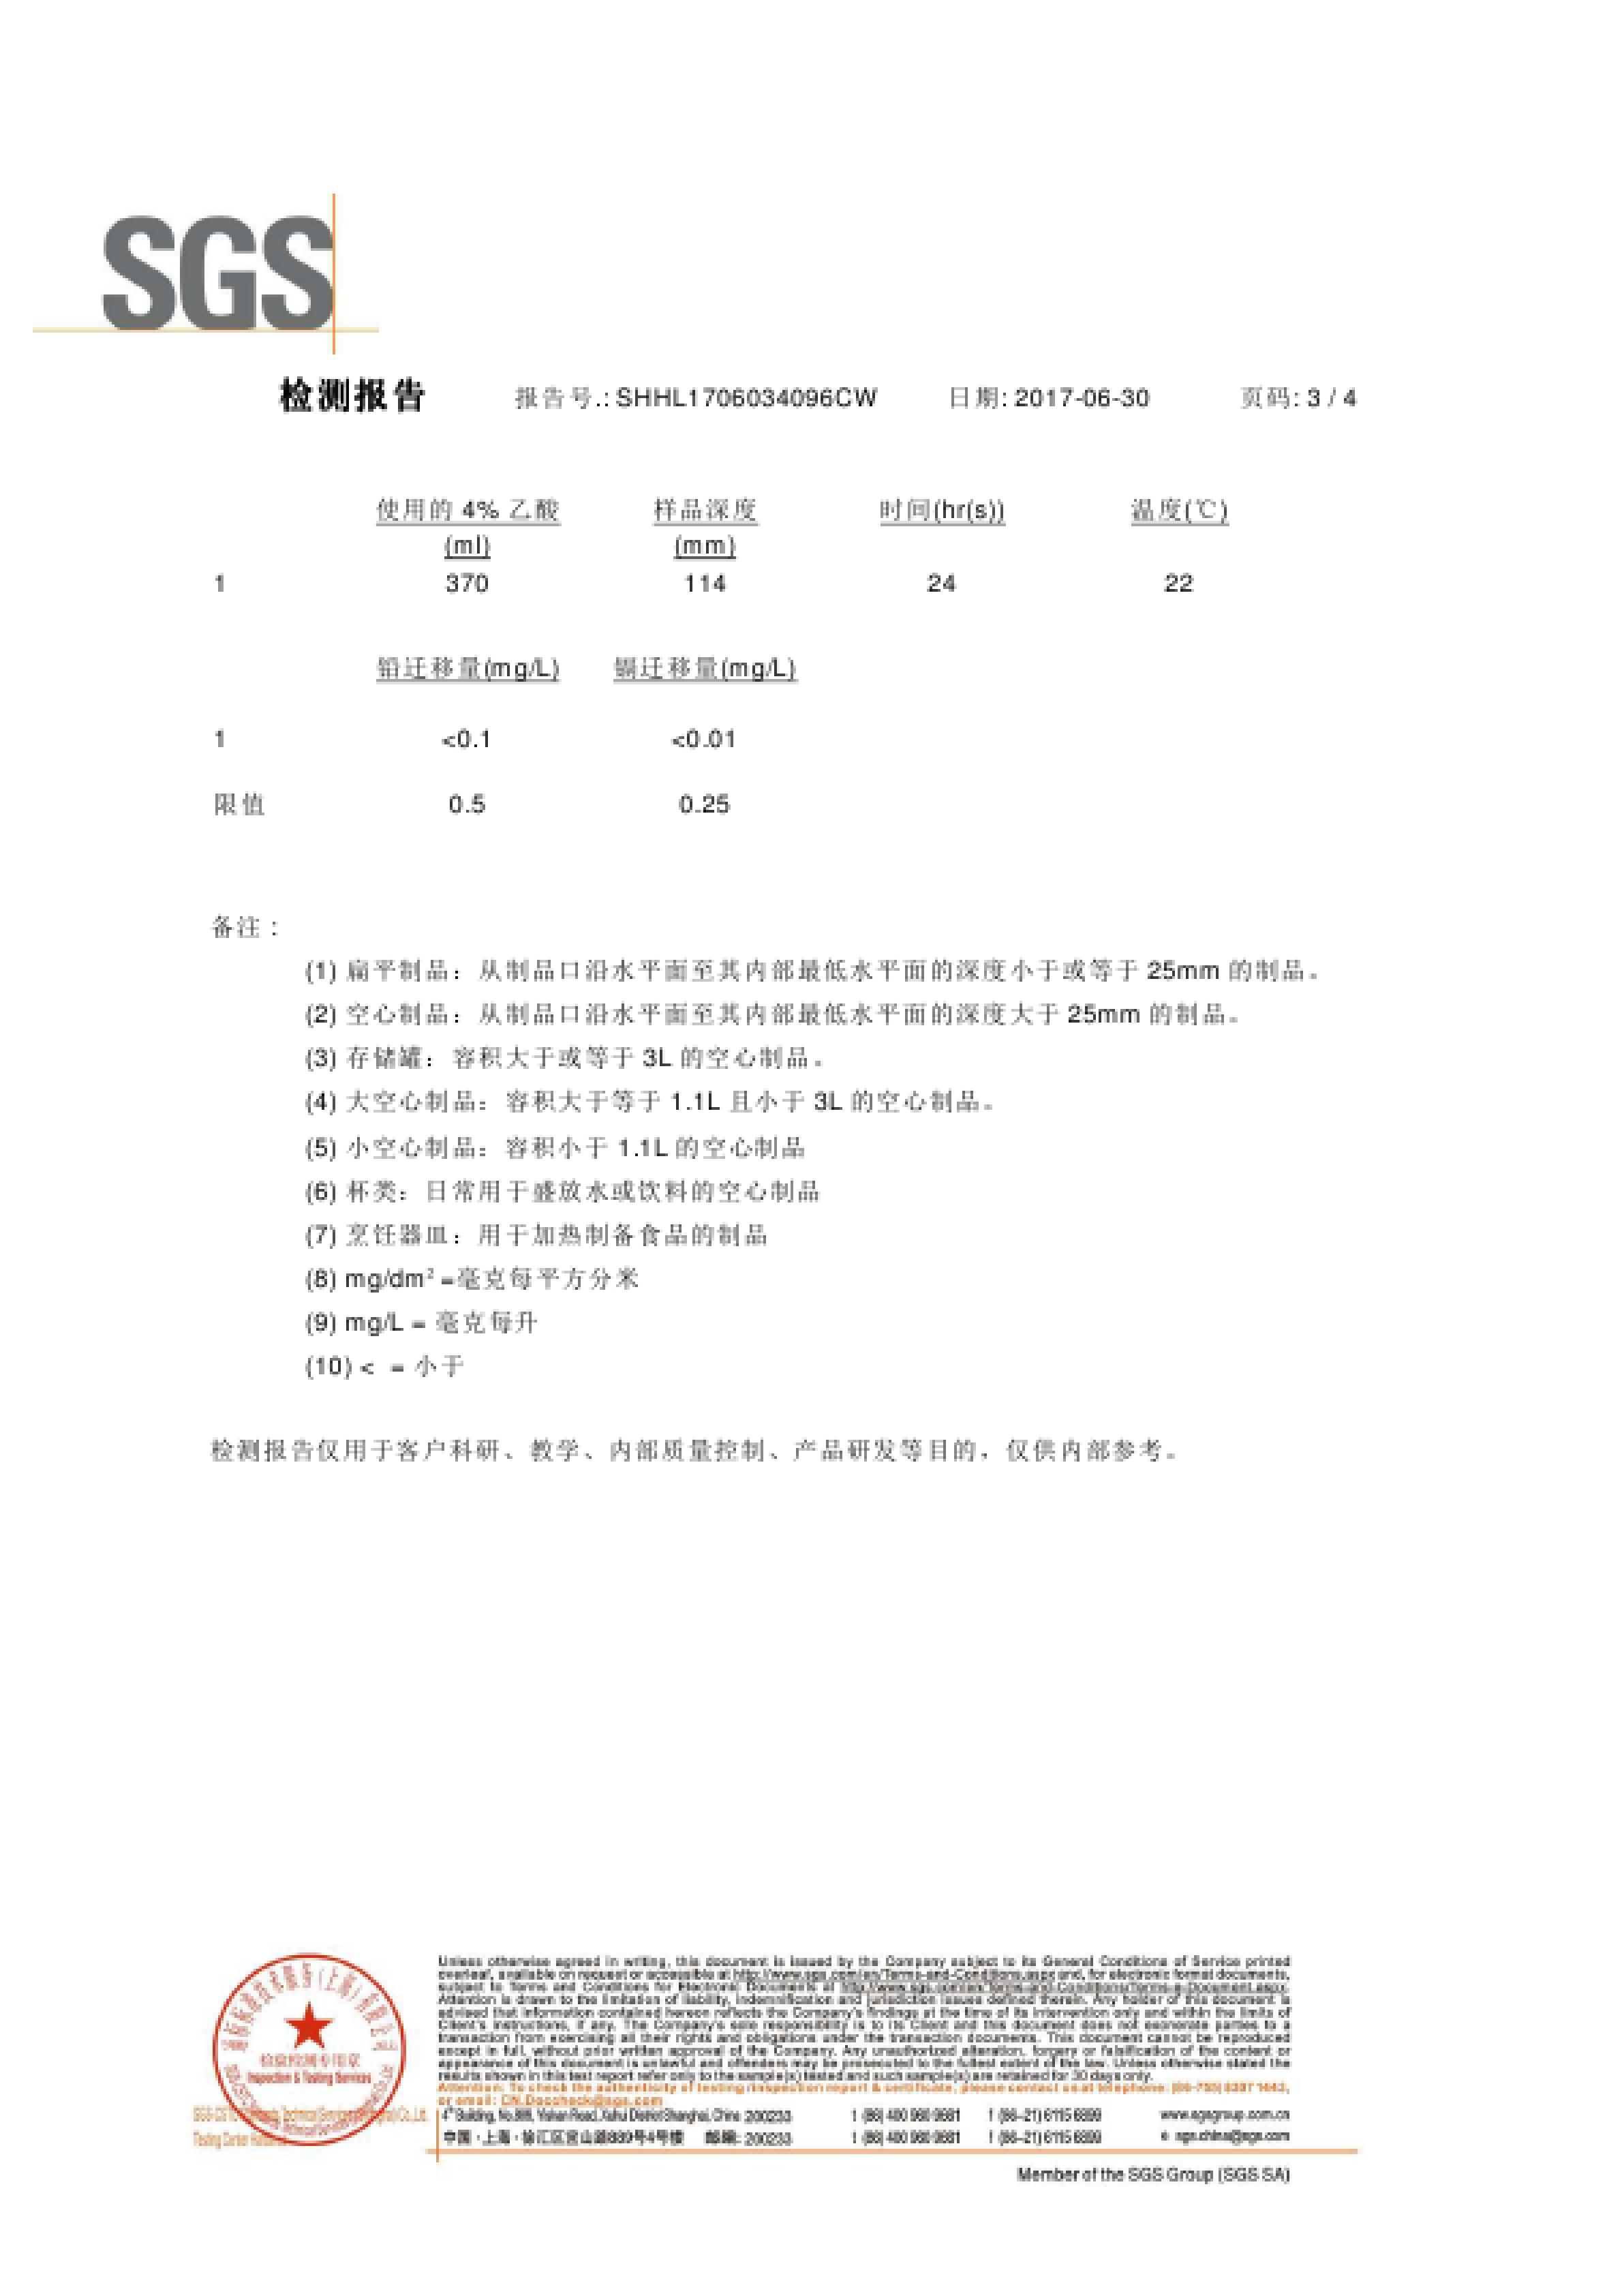 SGS
检测报告 报告号.: SHHL1706034096CW 日期: 2017-06-30 页码: 3 / 4
使用的 4% 乙酸 样品深度 时间(hr(s)) 温度(℃)
(ml) (mm)
1 370 114 24 22
铅迁移量(mg/L) 镉迁移量(mg/L)
1 <0.1 <0.01
限值 0.5 0.25
备注：
(1) 扁平制品：从制品口沿水平面至其内部最低水平面的深度小于或等于 25mm 的制品。
(2) 空心制品：从制品口沿水平面至其内部最低水平面的深度大于 25mm 的制品。
(3) 存储罐：容积大于或等于 3L 的空心制品。
(4) 大空心制品：容积大于等于 1.1L 且小于 3L 的空心制品。
(5) 小空心制品：容积小于 1.1L 的空心制品
(6) 杯类：日常用于盛放水或饮料的空心制品
(7) 烹饪器皿：用于加热制备食品的制品
(8) mg/dm² =毫克每平方分米
(9) mg/L = 毫克每升
(10) < = 小于
检测报告仅用于客户科研、教学、内部质量控制、产品研发等目的，仅供内部参考。
Unless otherwise agreed in writing, this document is issued by the Company subject to its General Conditions of Service printed
overleaf, available on request or accessible at http://www.sgs.com/en/Terms-and-Conditions.aspx and, for electronic format documents,
subject to Terms and Conditions for Electronic Documents at http://www.sgs.com/en/Terms-and-Conditions/Terms-e-Document.aspx.
Attention is drawn to the limitation of liability, indemnification and jurisdiction issues defined therein. Any holder of this document is
advised that information contained hereon reflects the Company's findings at the time of its intervention only and within the limits of
Client's instructions, if any. The Company's sole responsibility is to its Client and this document does not exonerate parties to a
transaction from exercising all their rights and obligations under the transaction documents. This document cannot be reproduced
except in full, without prior written approval of the Company. Any unauthorized alteration, forgery or falsification of the content or
appearance of this document is unlawful and offenders may be prosecuted to the fullest extent of the law. Unless otherwise stated the
results shown in this test report refer only to the sample(s) tested and such sample(s) are retained for 30 days only.
Attention: To check the authenticity of testing /inspection report & certificate, please contact us at telephone: (86-755) 8307 1443,
or email: CN.Doccheck@sgs.com
检验检测专用章
Inspection & Testing Services
4th Building, No.889, Yishan Road, Xuhui District Shanghai, China 200233 t (86) 400 960 0661 f (86-21) 6115 6899 www.sgsgroup.com.cn
中国·上海·徐汇区宜山路889号4号楼 邮编: 200233 t (86) 400 960 0661 f (86-21) 6115 6899 e sgs.china@sgs.com
Member of the SGS Group (SGS SA)